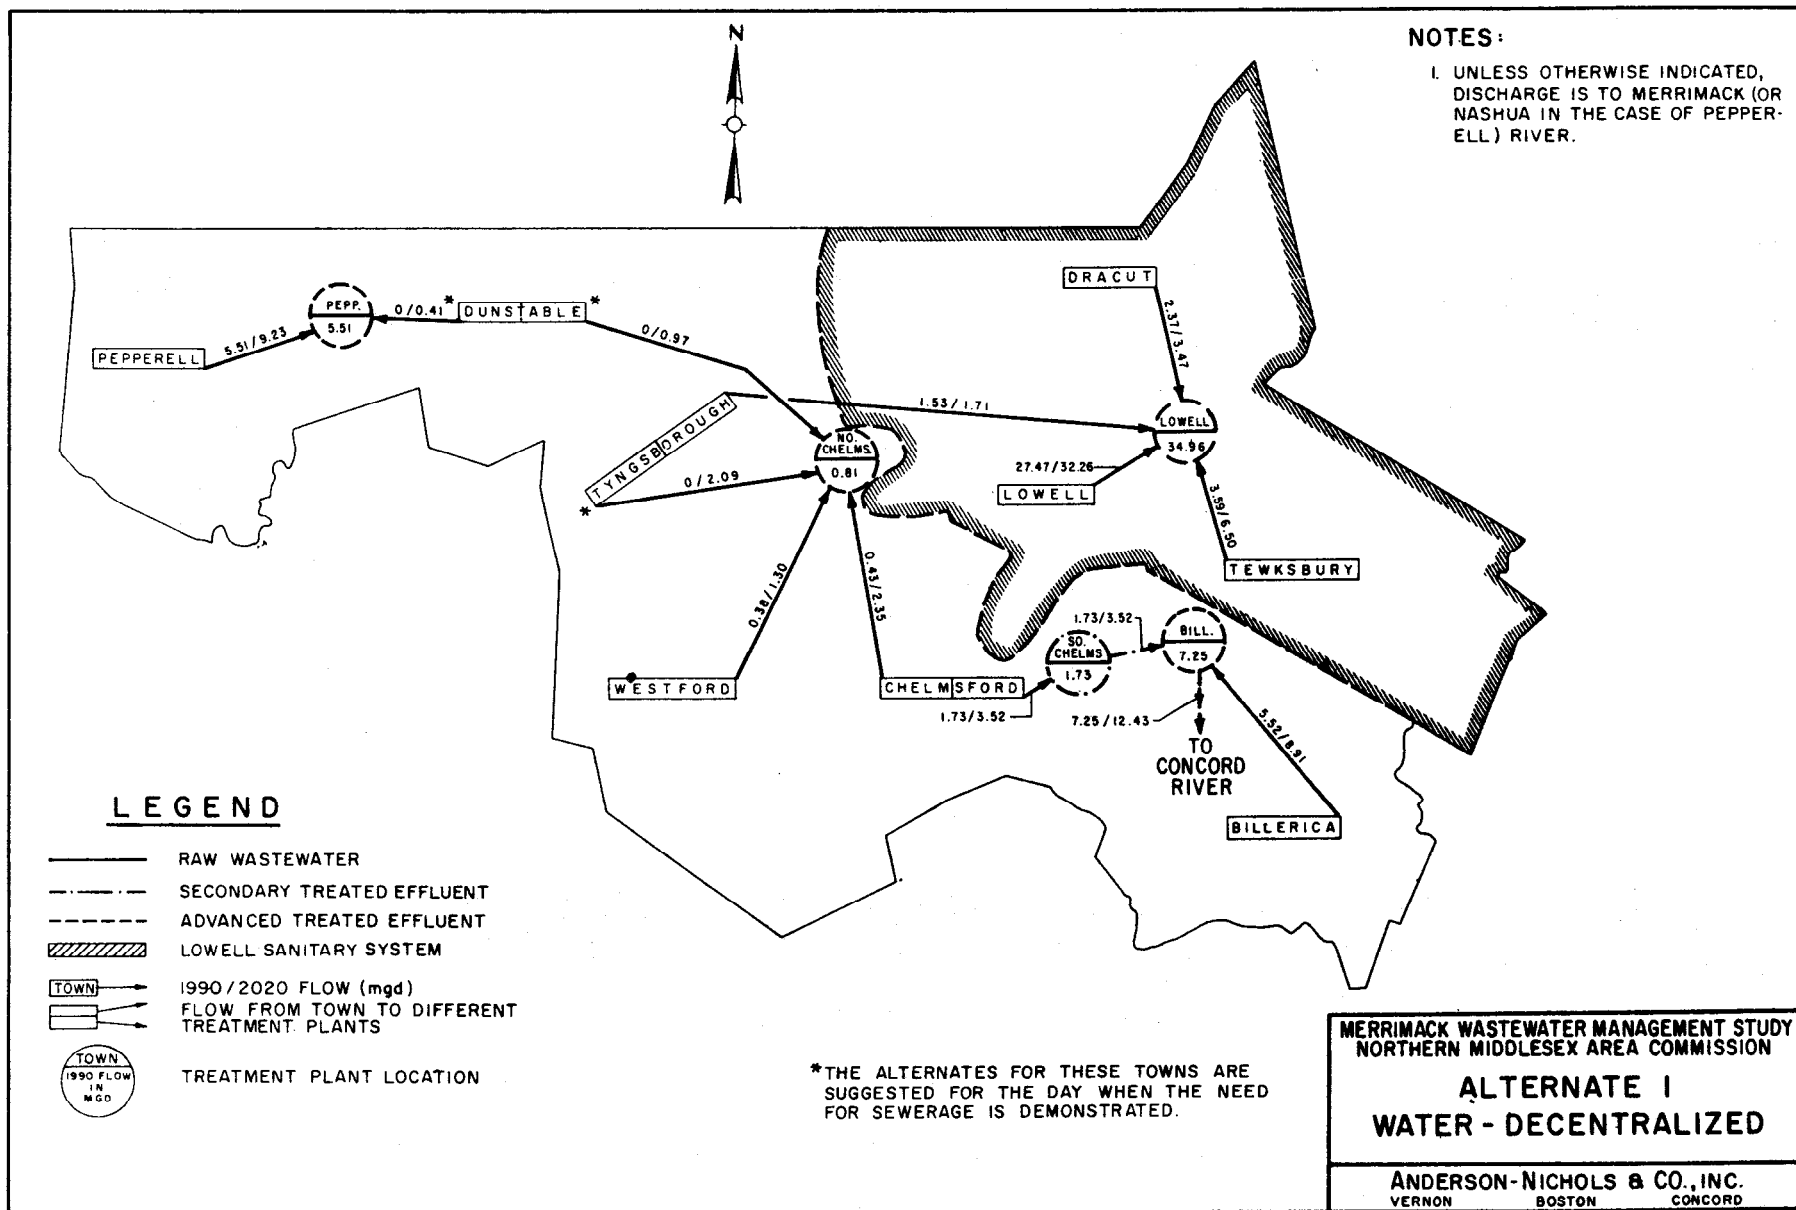 N
NOTES:
1. UNLESS OTHERWISE INDICATED,
DISCHARGE IS TO MERRIMACK (OR
NASHUA IN THE CASE OF PEPPER-
ELL) RIVER.
DRACUT
2.37/3.47
PEPP.
5.51
0/0.41
*
DUNSTABLE
*
5.51/9.23
PEPPERELL
0/0.97
TYNGSBOROUGH
*
1.53/1.71
LOWELL
34.96
NO.
CHELMS.
0.81
0/2.09
27.47/32.26
LOWELL
3.59/6.50
TEWKSBURY
0.38/1.30
0.43/2.35
WESTFORD
CHELMSFORD
1.73/3.52
SO.
CHELMS
1.73
1.73/3.52
BILL.
7.25
7.25/12.43
TO
CONCORD
RIVER
5.52/8.91
BILLERICA
LEGEND
RAW WASTEWATER
SECONDARY TREATED EFFLUENT
ADVANCED TREATED EFFLUENT
LOWELL SANITARY SYSTEM
TOWN
1990/2020 FLOW (mgd)
FLOW FROM TOWN TO DIFFERENT
TREATMENT PLANTS
TOWN
1990 FLOW
IN
MGD
TREATMENT PLANT LOCATION
*THE ALTERNATES FOR THESE TOWNS ARE
SUGGESTED FOR THE DAY WHEN THE NEED
FOR SEWERAGE IS DEMONSTRATED.
MERRIMACK WASTEWATER MANAGEMENT STUDY
NORTHERN MIDDLESEX AREA COMMISSION
ALTERNATE I
WATER - DECENTRALIZED
ANDERSON-NICHOLS & CO., INC.
VERNON BOSTON CONCORD